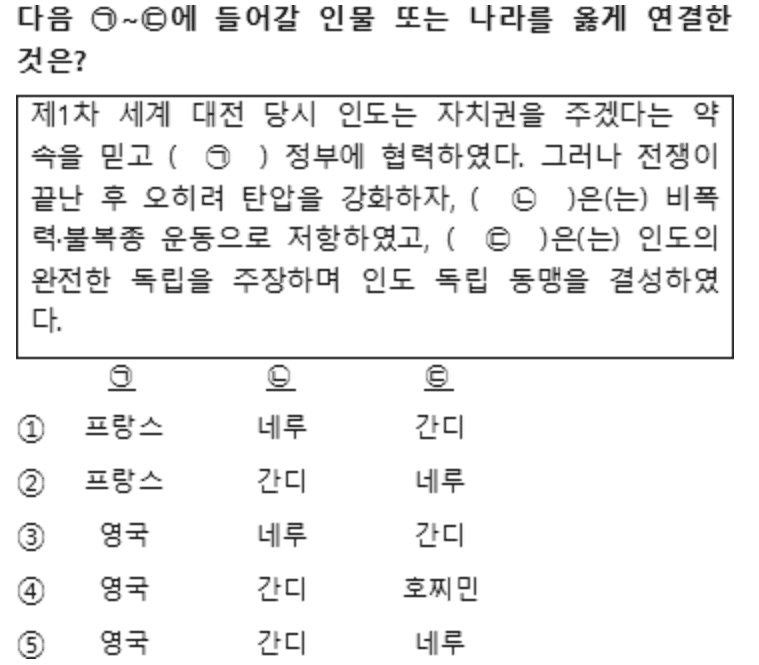 다음 ㉠~㉢에 들어갈 인물 또는 나라를 옳게 연결한
것은?
제1차 세계 대전 당시 인도는 자치권을 주겠다는 약
속을 믿고 ( ㉠ ) 정부에 협력하였다. 그러나 전쟁이
끝난 후 오히려 탄압을 강화하자, ( ㉡ )은(는) 비폭
력·불복종 운동으로 저항하였고, ( ㉢ )은(는) 인도의
완전한 독립을 주장하며 인도 독립 동맹을 결성하였
다.
㉠ ㉡ ㉢
① 프랑스 네루 간디
② 프랑스 간디 네루
③ 영국 네루 간디
④ 영국 간디 호찌민
⑤ 영국 간디 네루